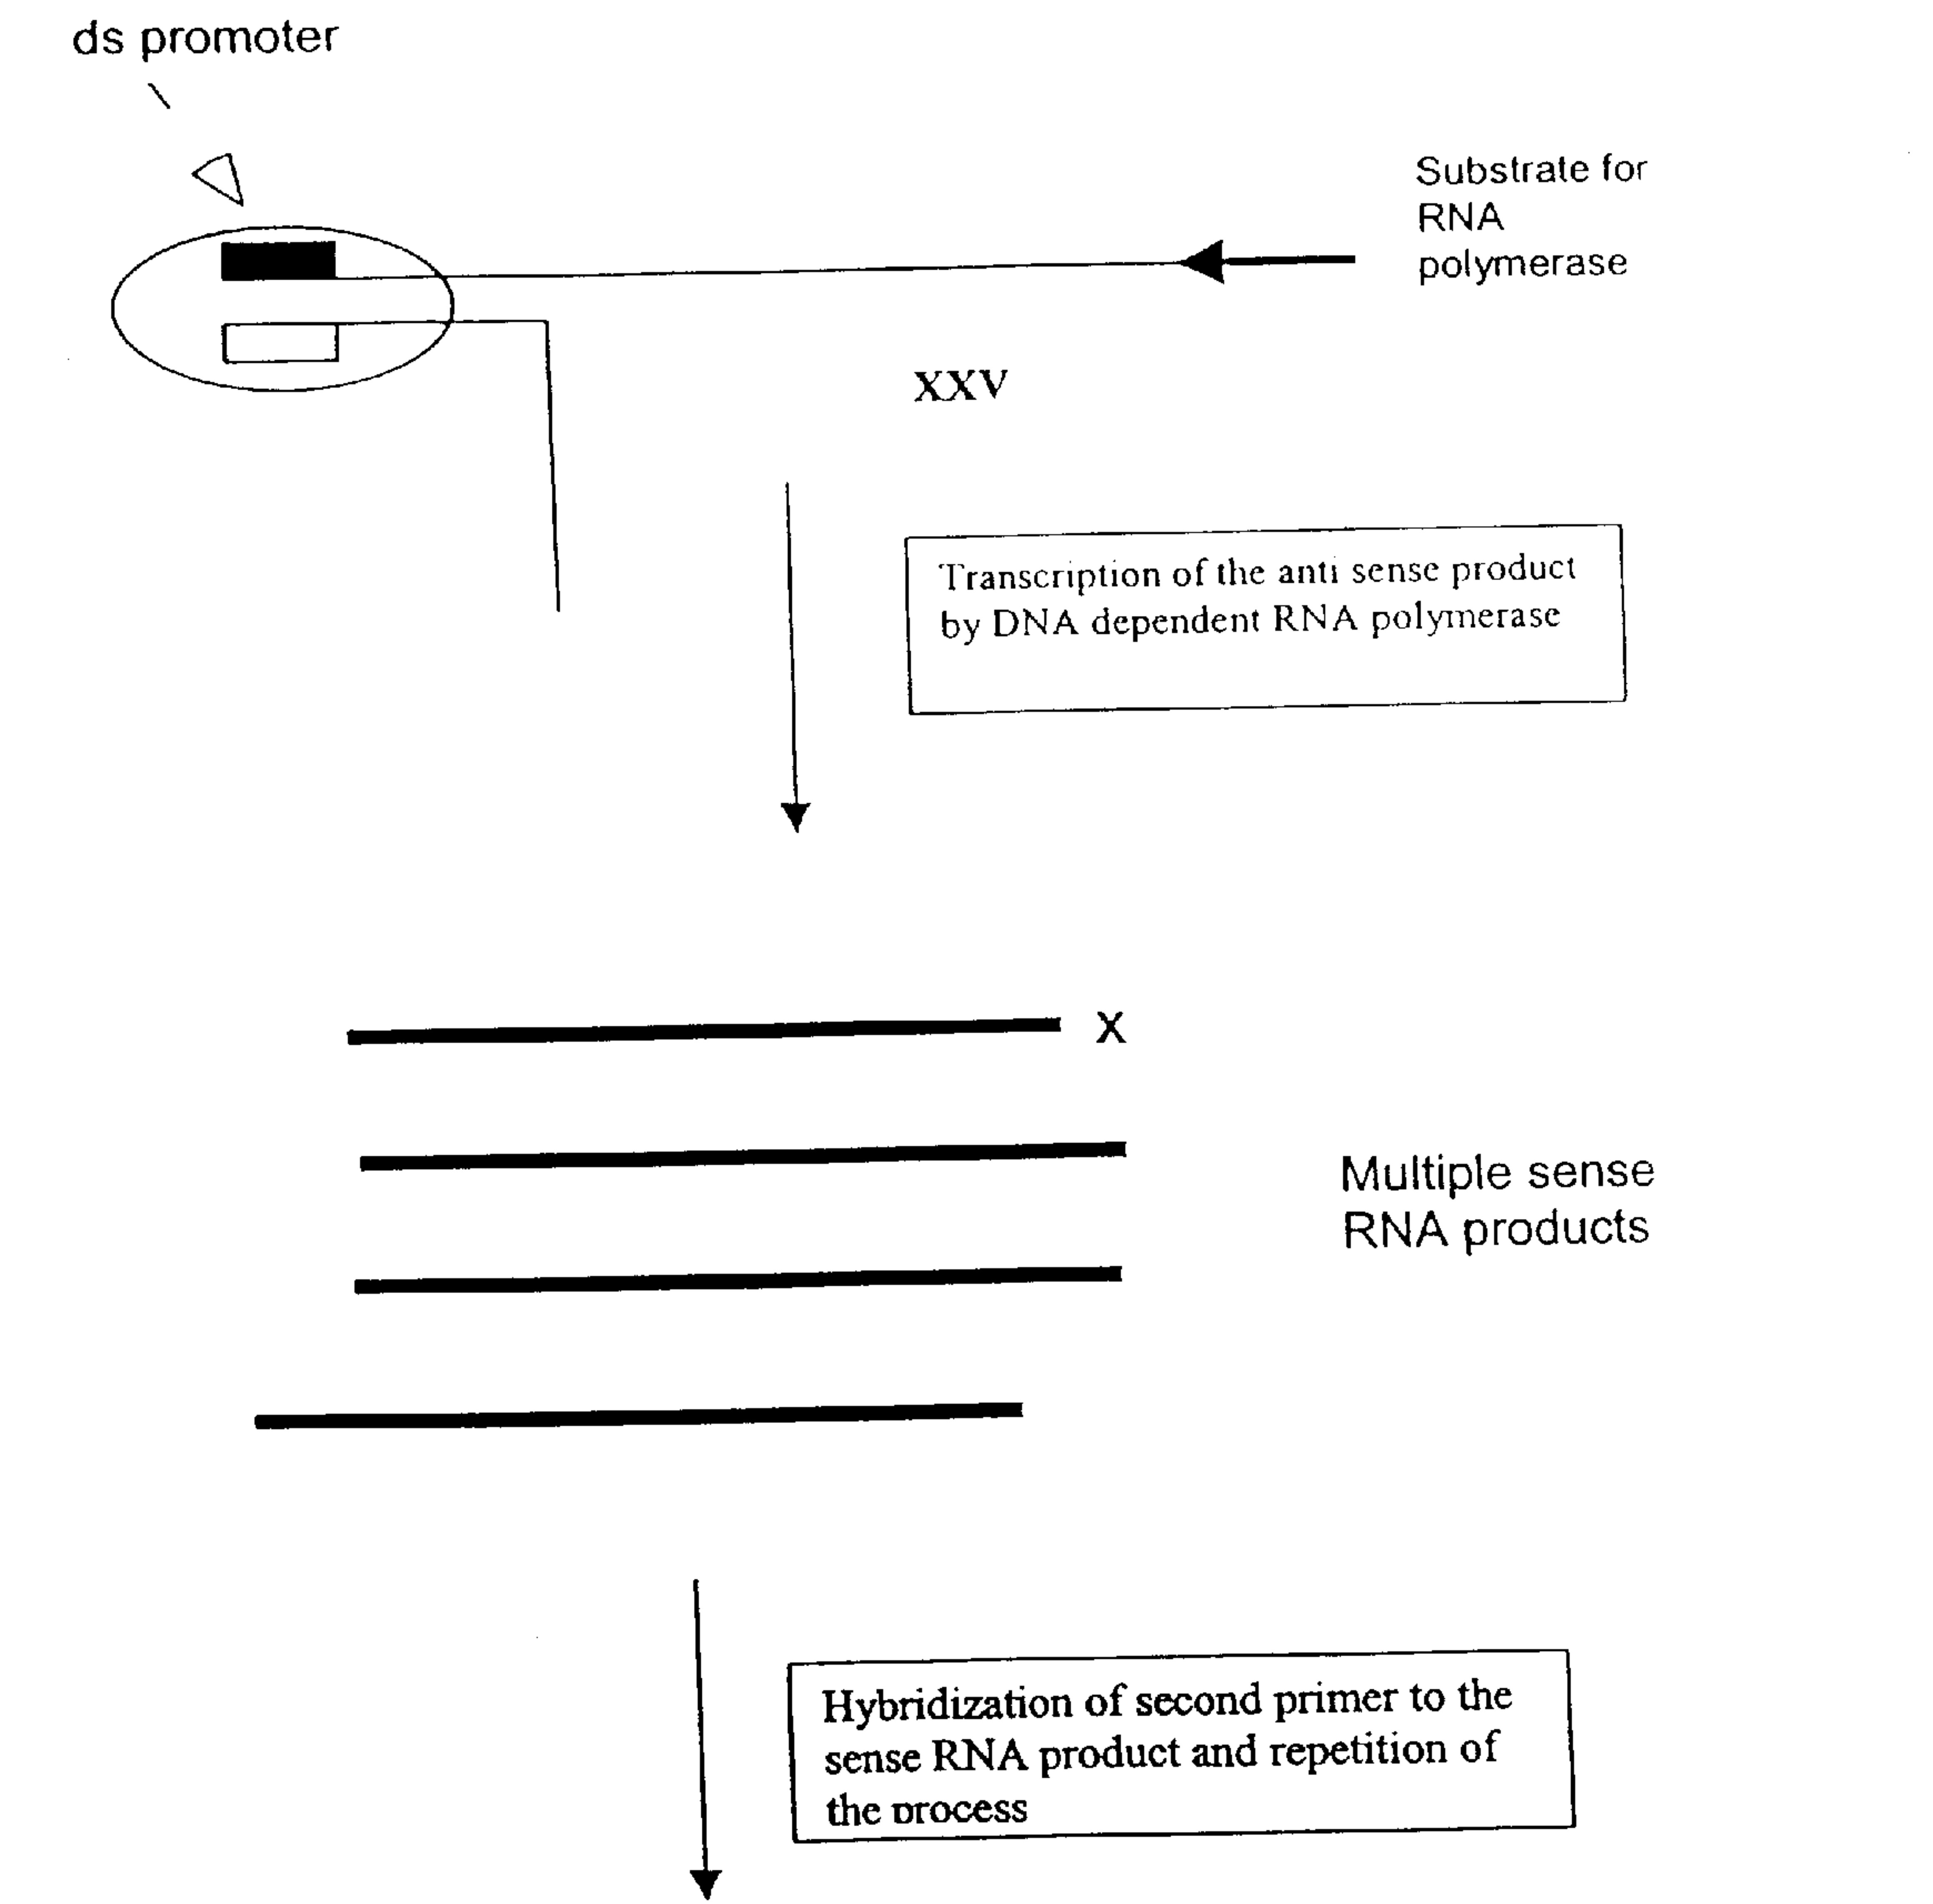 ds promoter
Substrate for
RNA
polymerase
XXV
Transcription of the anti sense product
by DNA dependent RNA polymerase
X
Multiple sense
RNA products
Hybridization of second primer to the
sense RNA product and repetition of
the process